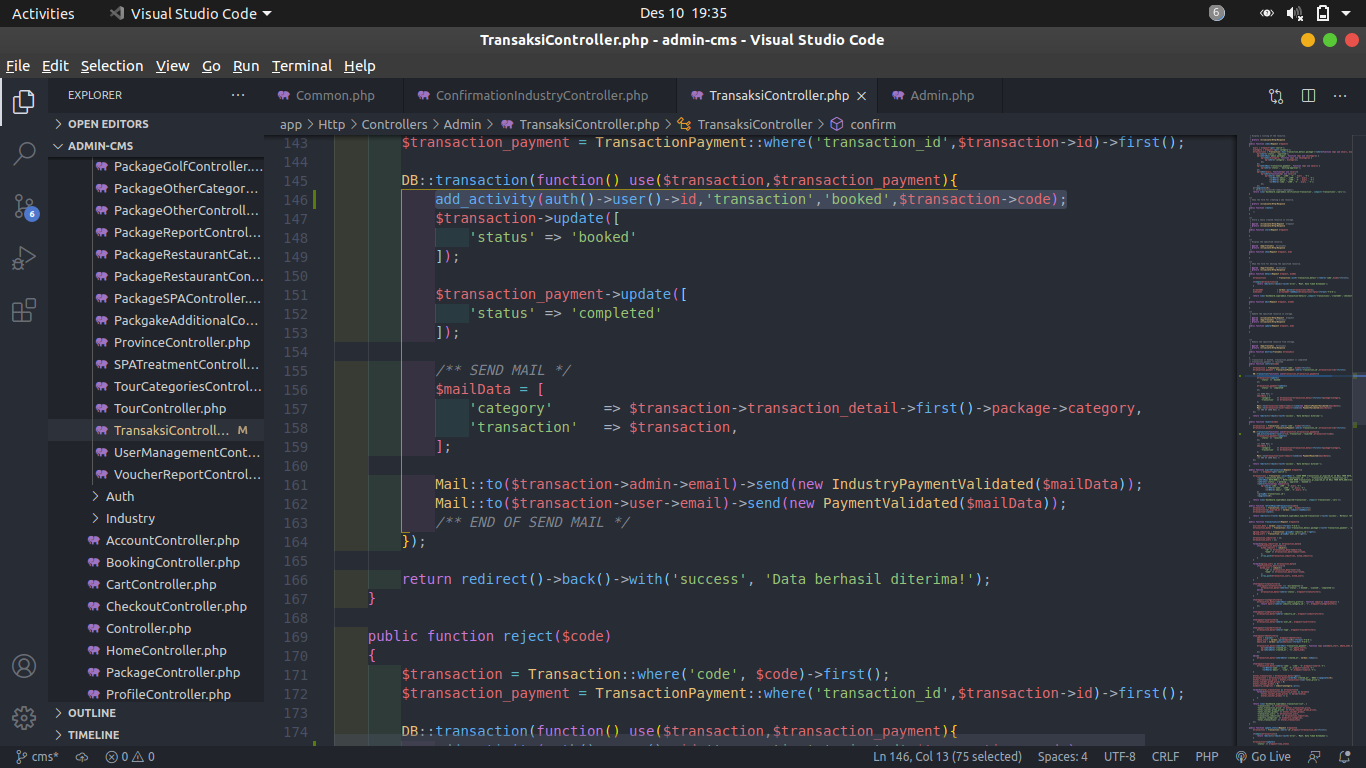 Activities
Visual Studio Code
Des 10 19:35
6
TransaksiController.php - admin-cms - Visual Studio Code
File Edit Selection View Go Run Terminal Help
EXPLORER
Common.php
ConfirmationIndustryController.php
TransaksiController.php
Admin.php
app > Http > Controllers > Admin > TransaksiController.php > TransaksiController > confirm
OPEN EDITORS
ADMIN-CMS
PackageGolfController....
PackageOtherCategor...
PackageOtherControll...
PackageReportControl...
PackageRestaurantCat...
PackageRestaurantCon...
PackageSPAController....
PackgakeAdditionalCo...
ProvinceController.php
SPATreatmentControll...
TourCategoriesControl...
TourController.php
TransaksiControll... M
UserManagementCont...
VoucherReportControl...
Auth
Industry
AccountController.php
BookingController.php
CartController.php
CheckoutController.php
Controller.php
HomeController.php
PackageController.php
ProfileController.php
OUTLINE
TIMELINE
6
143 $transaction_payment = TransactionPayment::where('transaction_id',$transaction->id)->first();
144
145 DB::transaction(function() use($transaction,$transaction_payment){
146 add_activity(auth()->user()->id,'transaction','booked',$transaction->code);
147 $transaction->update([
148 'status' => 'booked'
149 ]);
150
151 $transaction_payment->update([
152 'status' => 'completed'
153 ]);
154
155 /** SEND MAIL */
156 $mailData = [
157 'category' => $transaction->transaction_detail->first()->package->category,
158 'transaction' => $transaction,
159 ];
160
161 Mail::to($transaction->admin->email)->send(new IndustryPaymentValidated($mailData));
162 Mail::to($transaction->user->email)->send(new PaymentValidated($mailData));
163 /** END OF SEND MAIL */
164 });
165
166 return redirect()->back()->with('success', 'Data berhasil diterima!');
167 }
168
169 public function reject($code)
170 {
171 $transaction = Transaction::where('code', $code)->first();
172 $transaction_payment = TransactionPayment::where('transaction_id',$transaction->id)->first();
173
174 DB::transaction(function() use($transaction,$transaction_payment){
cms* 0 0
Ln 146, Col 13 (75 selected) Spaces: 4 UTF-8 CRLF PHP Go Live